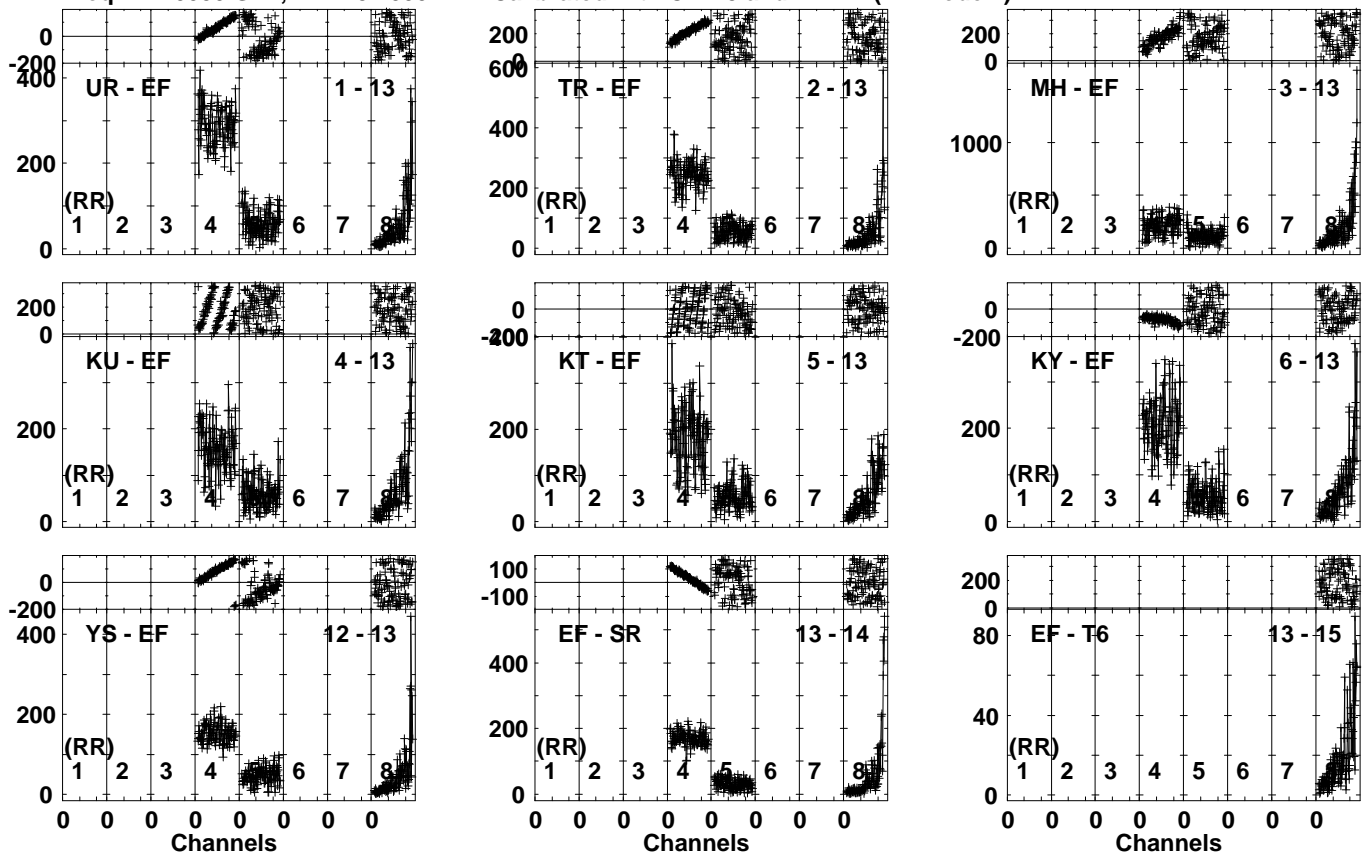 0 200 0 200 0
-200
400 UR - EF 1 - 13 600 TR - EF 2 - 13 MH - EF 3 - 13
400 1000
200 200
(RR) (RR) (RR)
1 2 3 4 5 6 7 8 1 2 3 4 5 6 7 8 1 2 3 4 5 6 7 8
0 0 0
200 0 0
0 -200 -200
KU - EF 4 - 13 400 KT - EF 5 - 13 KY - EF 6 - 13
200 200 200
(RR) (RR) (RR)
1 2 3 4 5 6 7 8 1 2 3 4 5 6 7 8 1 2 3 4 5 6 7 8
0 0 0
0 100 200
-200 -100 0
400 YS - EF 12 - 13 400 EF - SR 13 - 14 80 EF - T6 13 - 15
200 200 40
(RR) (RR) (RR)
1 2 3 4 5 6 7 8 1 2 3 4 5 6 7 8 1 2 3 4 5 6 7 8
0 0 0
0 0 0 0 0 0 0 0 0 0 0 0 0 0 0 0 0 0 0 0 0 0 0 0
Channels Channels Channels